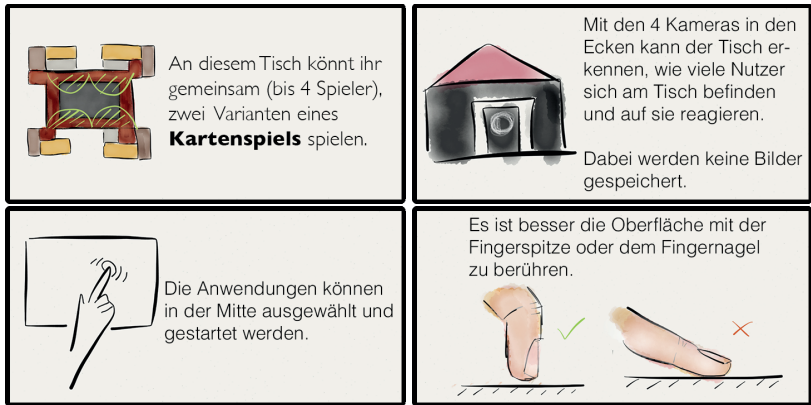 An diesem Tisch könnt ihr
gemeinsam (bis 4 Spieler),
zwei Varianten eines
Kartenspiels spielen.
Mit den 4 Kameras in den
Ecken kann der Tisch er-
kennen, wie viele Nutzer
sich am Tisch befinden
und auf sie reagieren.
Dabei werden keine Bilder
gespeichert.
Die Anwendungen können
in der Mitte ausgewählt und
gestartet werden.
Es ist besser die Oberfläche mit der
Fingerspitze oder dem Fingernagel
zu berühren.